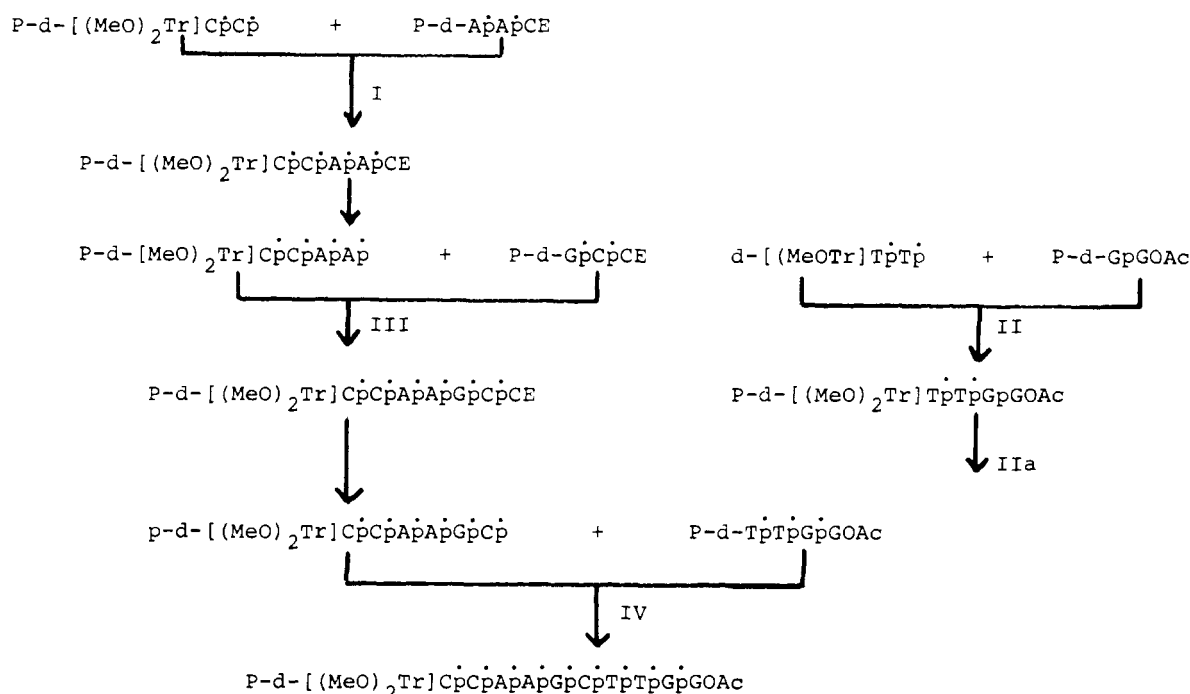 P-d-[(MeO)₂Tr]CṗCṗ + P-d-AṗAṗCE
I
P-d-[(MeO)₂Tr]CṗCṗAṗAṗCE
P-d-[MeO)₂Tr]CṗCṗAṗAṗ + P-d-GṗCṗCE
d-[(MeOTr]TṗTṗ + P-d-GpGOAc
III
II
P-d-[(MeO)₂Tr]CṗCṗAṗAṗGṗCṗCE
P-d-[(MeO)₂Tr]TṗTṗGpGOAc
IIa
p-d-[(MeO)₂Tr]CṗCṗAṗAṗGṗCṗ + P-d-TṗTṗGṗGOAc
IV
P-d-[(MeO)₂Tr]CṗCṗAṗAṗGṗCṗTṗTṗGṗGOAc